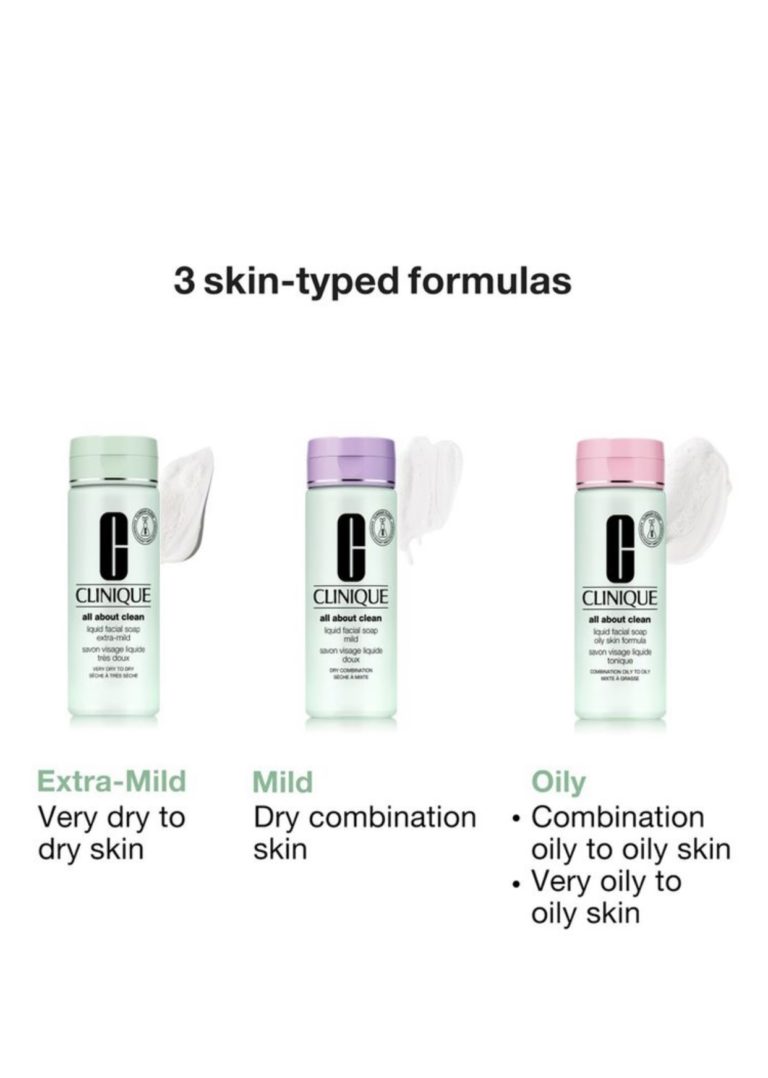 3 skin-typed formulas
C
CLINIQUE
all about clean
liquid facial soap
extra-mild
savon visage liquide
très doux
VERY DRY TO DRY
SÈCHE À TRÈS SÈCHE
C
CLINIQUE
all about clean
liquid facial soap
mild
savon visage liquide
doux
DRY COMBINATION
SÈCHE À MIXTE
C
CLINIQUE
all about clean
liquid facial soap
oily skin formula
savon visage liquide
tonique
COMBINATION OILY TO OILY
MIXTE À GRASSE
Extra-Mild
Very dry to
dry skin
Mild
Dry combination
skin
Oily
• Combination
oily to oily skin
• Very oily to
oily skin